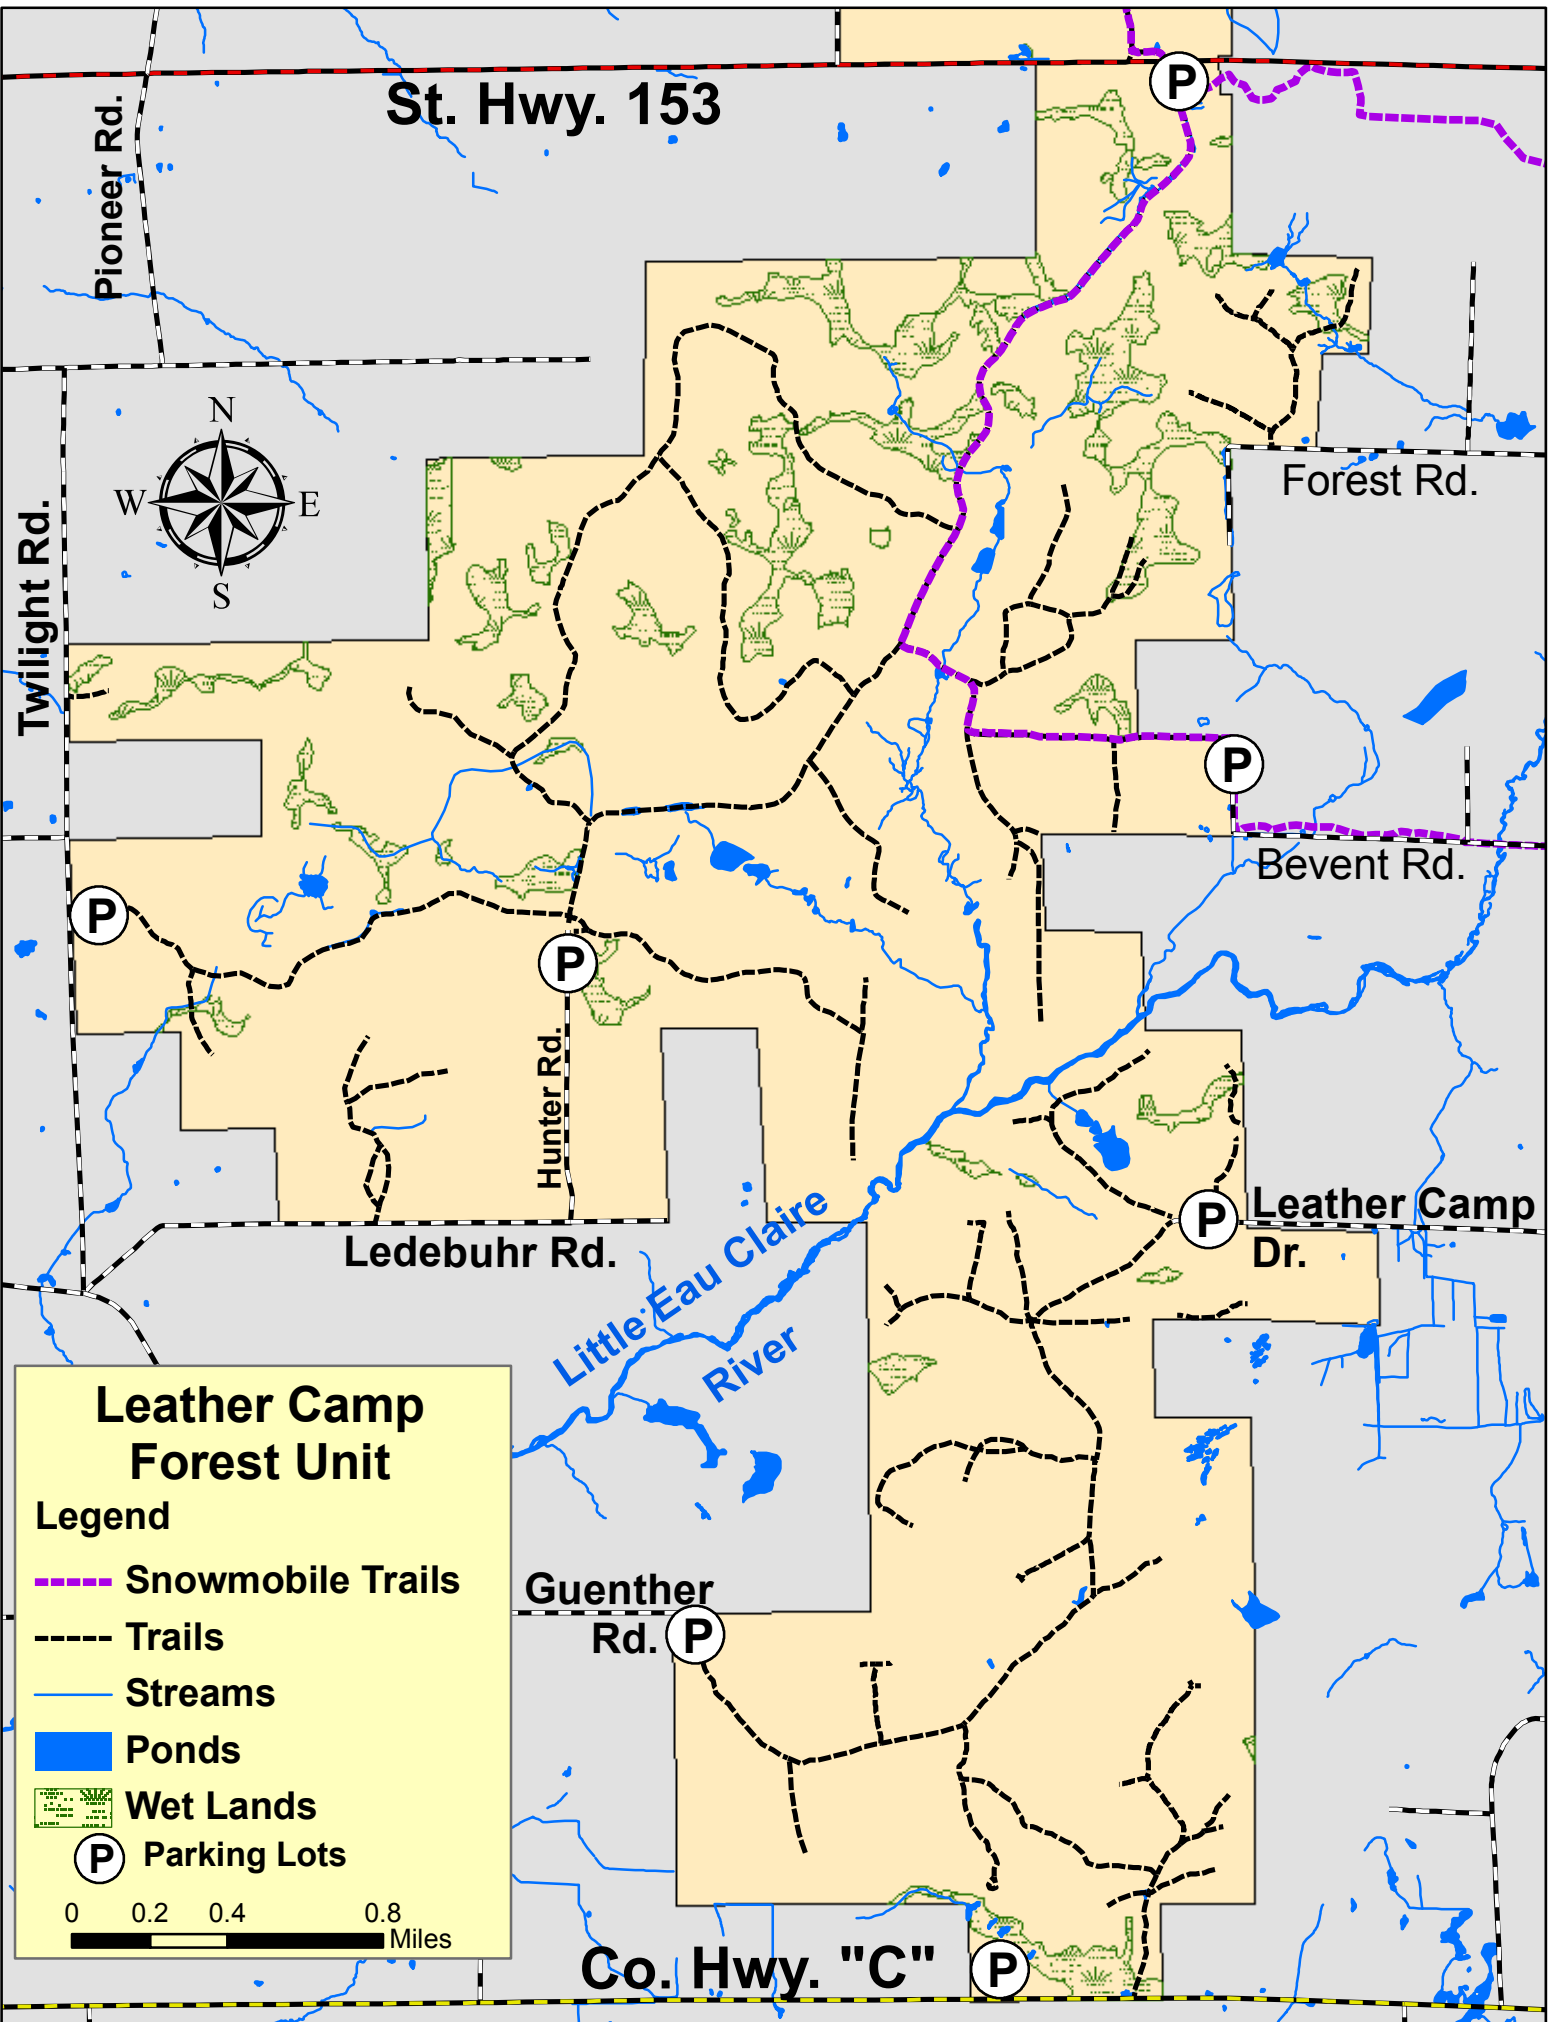 St. Hwy. 153
P
Pioneer Rd.
N
W
E
S
Forest Rd.
Twilight Rd.
P
Bevent Rd.
P
P
Hunter Rd.
Leather Camp
Dr.
P
Ledebuhr Rd.
Little Eau Claire
River
Leather Camp
Forest Unit
Legend
Snowmobile Trails
Trails
Streams
Ponds
Wet Lands
P Parking Lots
0 0.2 0.4 0.8
Miles
Guenther
Rd.
P
Co. Hwy. "C"
P